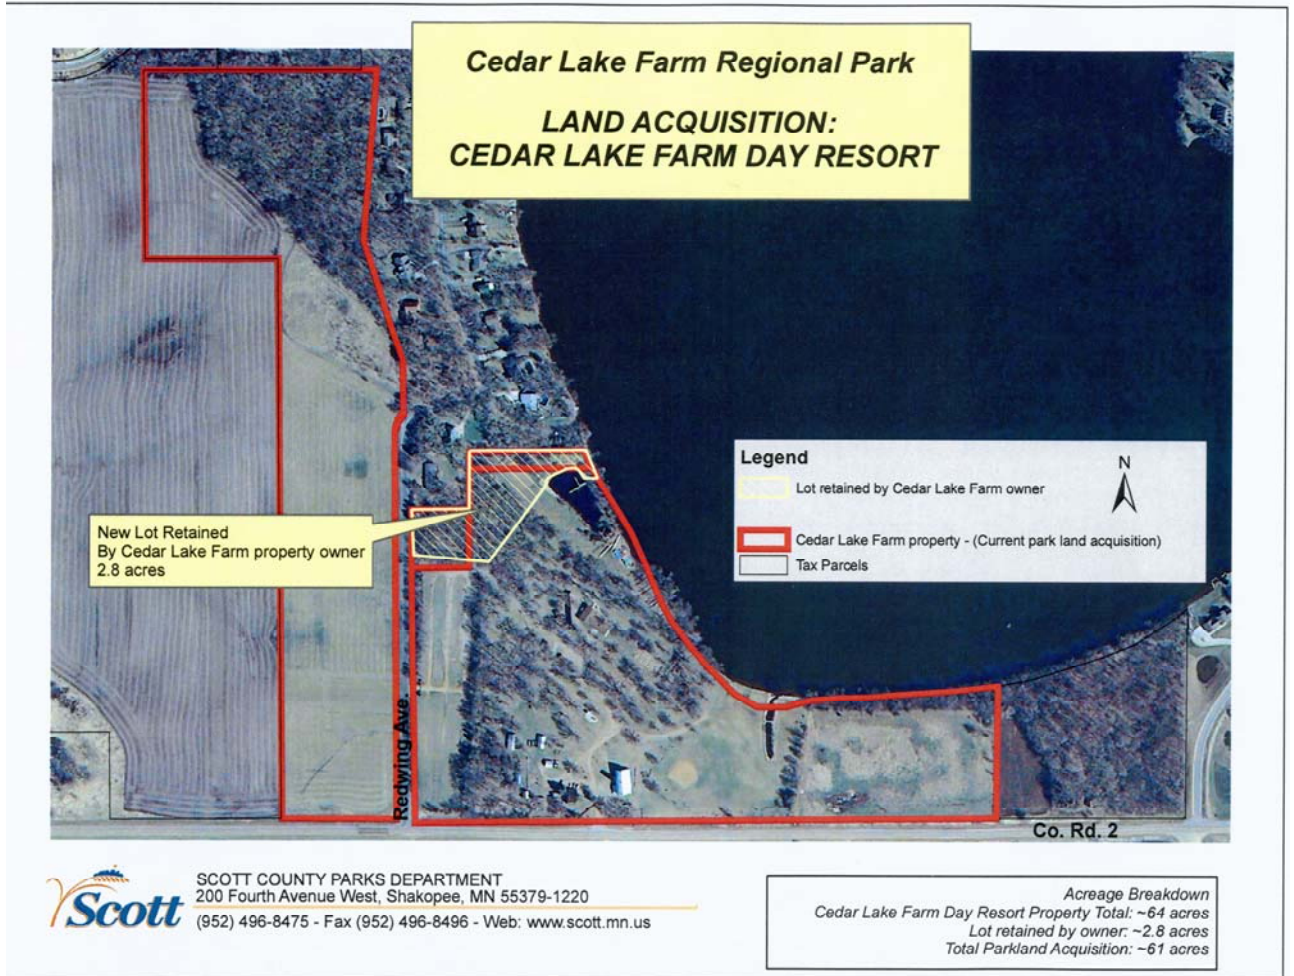 Cedar Lake Farm Regional Park
LAND ACQUISITION:
CEDAR LAKE FARM DAY RESORT
Legend
N
Lot retained by Cedar Lake Farm owner
Cedar Lake Farm property - (Current park land acquisition)
Tax Parcels
New Lot Retained
By Cedar Lake Farm property owner
2.8 acres
Redwing Ave.
Co. Rd. 2
Scott
SCOTT COUNTY PARKS DEPARTMENT
200 Fourth Avenue West, Shakopee, MN 55379-1220
(952) 496-8475 - Fax (952) 496-8496 - Web: www.scott.mn.us
Acreage Breakdown
Cedar Lake Farm Day Resort Property Total: ~64 acres
Lot retained by owner: ~2.8 acres
Total Parkland Acquisition: ~61 acres